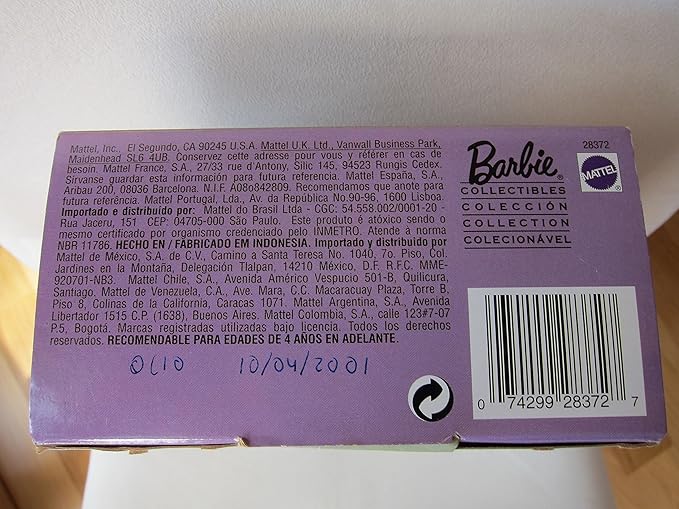 Mattel, Inc., El Segundo, CA 90245 U.S.A. Mattel U.K. Ltd., Vanwall Business Park,
Maidenhead SL6 4UB. Conservez cette adresse pour vous y référer en cas de
besoin. Mattel France, S.A., 27/33 rue d'Antony, Silic 145, 94523 Rungis Cedex.
Sírvanse guardar esta información para futura referencia. Mattel España, S.A.,
Aribau 200, 08036 Barcelona. N.I.F. A08o842809. Recomendamos que anote para
futura referência. Mattel Portugal, Lda., Av. da República No.90-96, 1600 Lisboa.
Importado e distribuido por: Mattel do Brasil Ltda - CGC: 54.558.002/0001-20 -
Rua Jaceru, 151 CEP: 04705-000 São Paulo. Este produto é atóxico sendo o
mesmo certificado por organismo credenciado pelo INMETRO. Atende à norma
NBR 11786. HECHO EN / FÁBRICADO EM INDONESIA. Importado y distribuido por
Mattel de México, S.A. de C.V., Camino a Santa Teresa No. 1040, 7o. Piso, Col.
Jardines en la Montaña, Delegación Tlalpan, 14210 México, D.F. R.F.C. MME-
920701-NB3. Mattel Chile, S.A., Avenida Américo Vespucio 501-B, Quilicura,
Santiago. Mattel de Venezuela, C.A., Ave. Mara, C.C. Macaracuay Plaza, Torre B,
Piso 8, Colinas de la California, Caracas 1071. Mattel Argentina, S.A., Avenida
Libertador 1515 C.P. (1638), Buenos Aires. Mattel Colombia, S.A., calle 123#7-07
P.5, Bogotá. Marcas registradas utilizadas bajo licencia. Todos los derechos
reservados. RECOMENDABLE PARA EDADES DE 4 AÑOS EN ADELANTE.
10/04/2001
28372
Barbie®
MATTEL®
COLLECTIBLES
COLECCIÓN
COLLECTION
COLECIONÁVEL
0 74299 28372 7